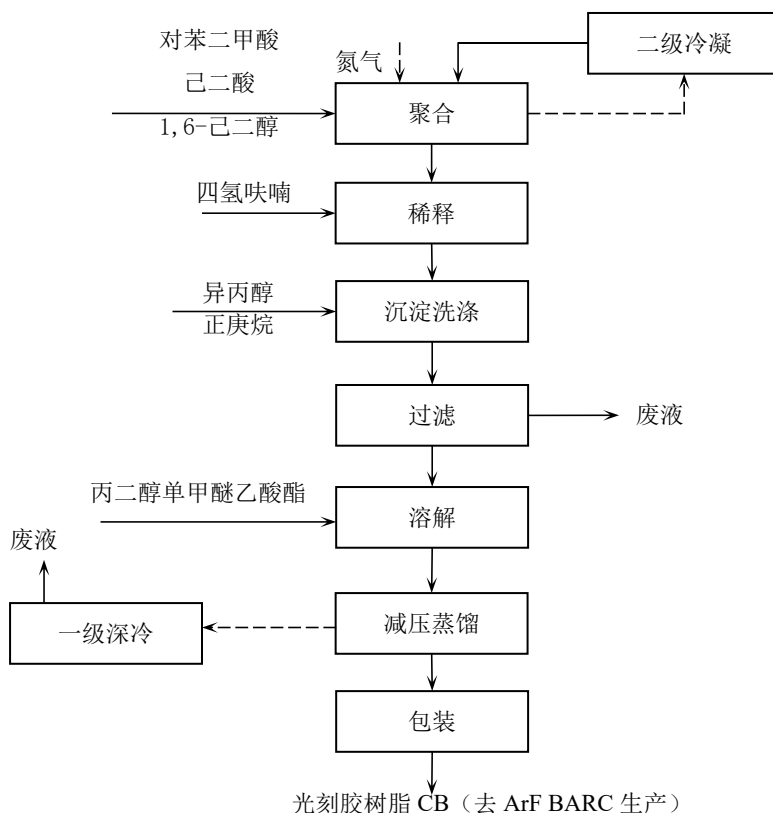 对苯二甲酸
氮气
二级冷凝
己二酸
聚合
1,6-己二醇
四氢呋喃
稀释
异丙醇
沉淀洗涤
正庚烷
过滤
废液
丙二醇单甲醚乙酸酯
溶解
废液
减压蒸馏
一级深冷
包装
光刻胶树脂 CB（去 ArF BARC 生产）